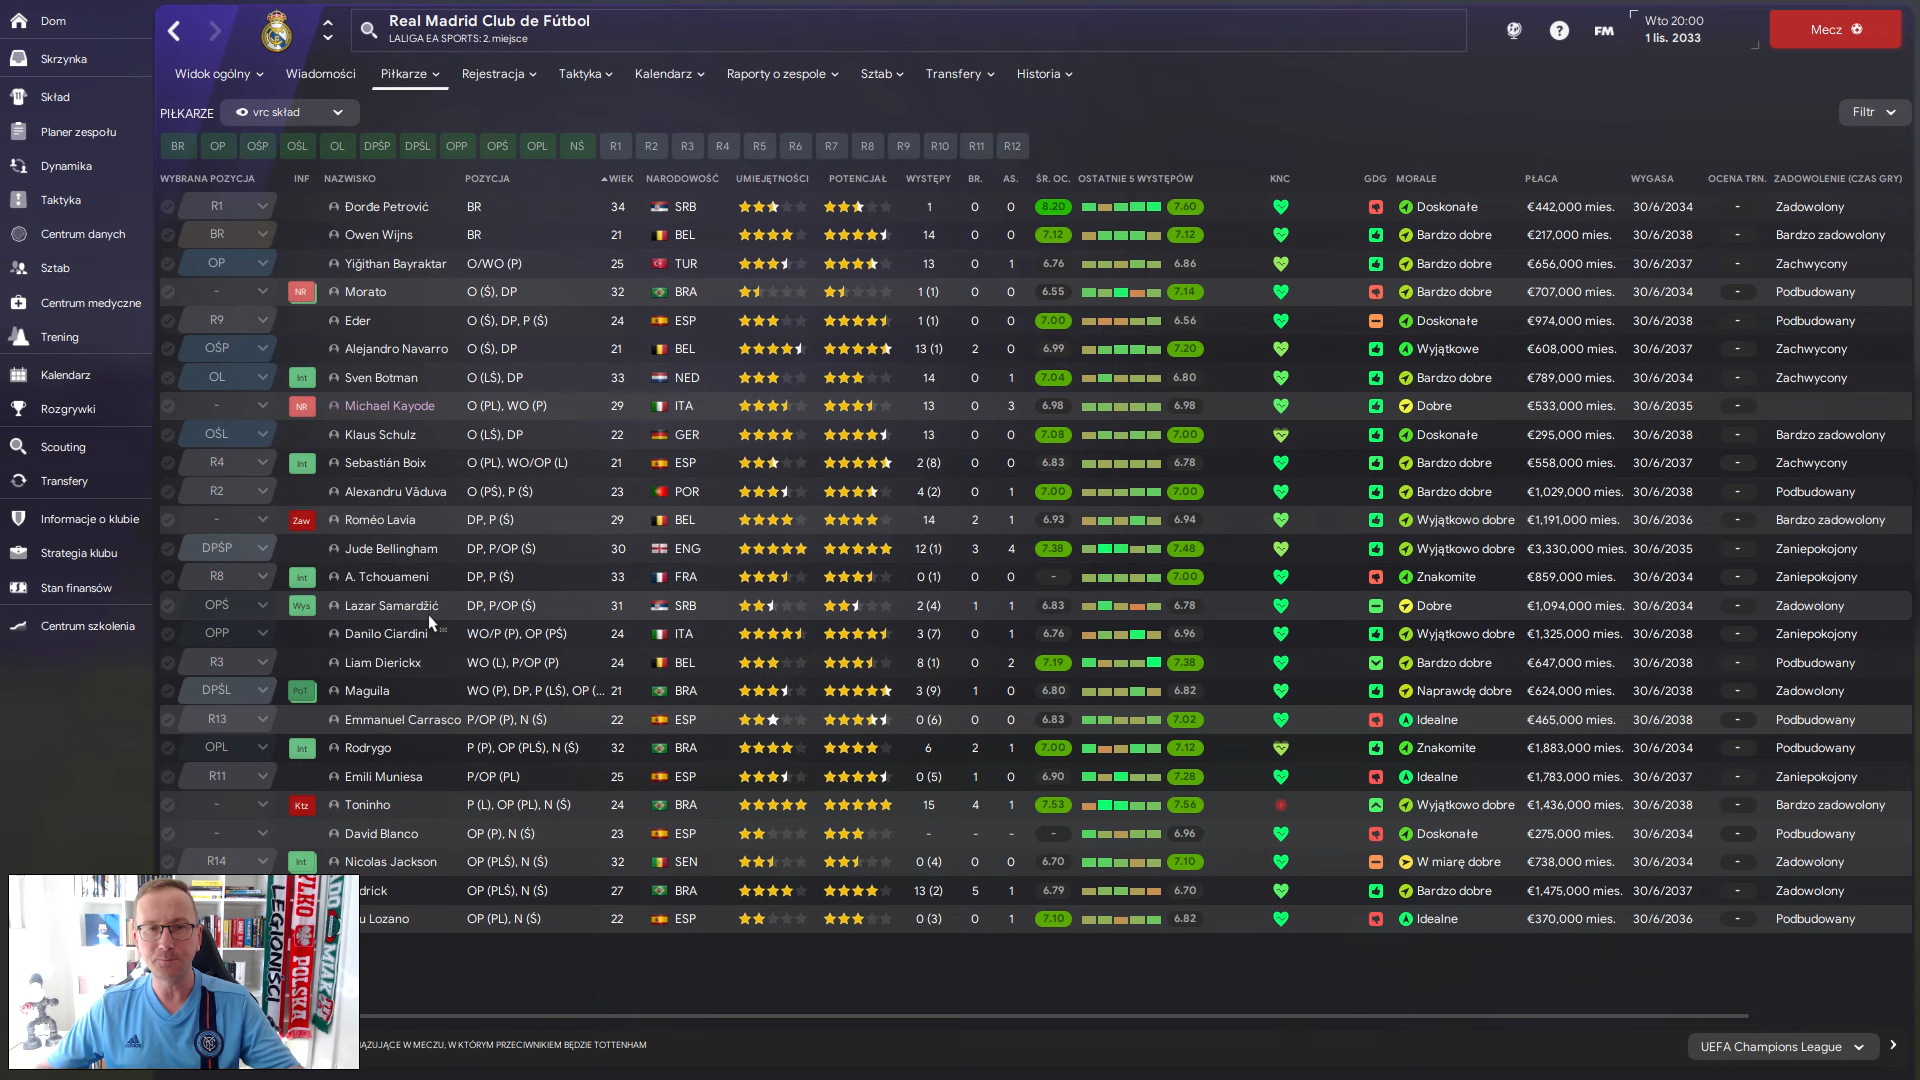 Dom
Skrzynka
Skład
Planer zespołu
Dynamika
Taktyka
Centrum danych
Sztab
Centrum medyczne
Trening
Kalendarz
Rozgrywki
Scouting
Transfery
Informacje o klubie
Strategia klubu
Stan finansów
Centrum szkolenia
Real Madrid Club de Fútbol
LALIGA EA SPORTS: 2. miejsce
FM
Wto 20:00
1 lis. 2033
Mecz
Widok ogólny Wiadomości Piłkarze Rejestracja Taktyka Kalendarz Raporty o zespole Sztab Transfery Historia
PIŁKARZE vrc skład Filtr
BR OP OŚP OŚL OL DPŚP DPŚL OPP OPŚ OPL NŚ R1 R2 R3 R4 R5 R6 R7 R8 R9 R10 R11 R12
WYBRANA POZYCJA INF NAZWISKO POZYCJA WIEK NARODOWOŚĆ UMIEJĘTNOŚCI POTENCJAŁ WYSTĘPY BR. AS. ŚR. OC. OSTATNIE 5 WYSTĘPÓW KNC GDG MORALE PŁACA WYGASA OCENA TRN. ZADOWOLENIE (CZAS GRY)
R1 Đorđe Petrović BR 34 SRB 1 0 0 8.20 7.60 Doskonałe €442,000 mies. 30/6/2034 - Zadowolony
BR Owen Wijns BR 21 BEL 14 0 0 7.12 7.12 Bardzo dobre €217,000 mies. 30/6/2038 - Bardzo zadowolony
OP Yiğithan Bayraktar O/WO (P) 25 TUR 13 0 1 6.76 6.86 Bardzo dobre €656,000 mies. 30/6/2037 - Zachwycony
- NR Morato O (Ś), DP 32 BRA 1 (1) 0 0 6.55 7.14 Bardzo dobre €707,000 mies. 30/6/2034 - Podbudowany
R9 Eder O (Ś), DP, P (Ś) 24 ESP 1 (1) 0 0 7.00 6.56 Doskonałe €974,000 mies. 30/6/2038 - Podbudowany
OŚP Alejandro Navarro O (Ś), DP 21 BEL 13 (1) 2 0 6.99 7.20 Wyjątkowe €608,000 mies. 30/6/2037 - Zachwycony
OL Int Sven Botman O (LŚ), DP 33 NED 14 0 1 7.04 6.80 Bardzo dobre €789,000 mies. 30/6/2034 - Zachwycony
- NR Michael Kayode O (PL), WO (P) 29 ITA 13 0 3 6.98 6.98 Dobre €533,000 mies. 30/6/2035 -
OŚL Klaus Schulz O (LŚ), DP 22 GER 13 0 0 7.08 7.00 Doskonałe €295,000 mies. 30/6/2038 - Bardzo zadowolony
R4 Int Sebastián Boix O (PL), WO/OP (L) 21 ESP 2 (8) 0 0 6.83 6.78 Bardzo dobre €558,000 mies. 30/6/2037 - Zachwycony
R2 Alexandru Văduva O (PŚ), P (Ś) 23 POR 4 (2) 0 1 7.00 7.00 Bardzo dobre €1,029,000 mies. 30/6/2038 - Podbudowany
- Zaw Roméo Lavia DP, P (Ś) 29 BEL 14 2 1 6.93 6.94 Wyjątkowo dobre €1,191,000 mies. 30/6/2036 - Bardzo zadowolony
DPŚP Jude Bellingham DP, P/OP (Ś) 30 ENG 12 (1) 3 4 7.38 7.48 Wyjątkowo dobre €3,330,000 mies. 30/6/2035 - Zaniepokojony
R8 Int A. Tchouameni DP, P (Ś) 33 FRA 0 (1) 0 0 - 7.00 Znakomite €859,000 mies. 30/6/2034 - Zaniepokojony
OPŚ Wys Lazar Samardžić DP, P/OP (Ś) 31 SRB 2 (4) 1 1 6.83 6.78 Dobre €1,094,000 mies. 30/6/2034 - Zadowolony
OPP Danilo Ciardini WO/P (P), OP (PŚ) 24 ITA 3 (7) 0 1 6.76 6.96 Wyjątkowo dobre €1,325,000 mies. 30/6/2038 - Zaniepokojony
R3 Liam Dierickx WO (L), P/OP (P) 24 BEL 8 (1) 0 2 7.19 7.38 Bardzo dobre €647,000 mies. 30/6/2038 - Podbudowany
DPŚL PoT Maguila WO (P), DP, P (LŚ), OP (... 21 BRA 3 (9) 1 0 6.80 6.82 Naprawdę dobre €624,000 mies. 30/6/2038 - Zadowolony
R13 Emmanuel Carrasco P/OP (P), N (Ś) 22 ESP 0 (6) 0 0 6.83 7.02 Idealne €465,000 mies. 30/6/2038 - Podbudowany
OPL Int Rodrygo P (P), OP (PLŚ), N (Ś) 32 BRA 6 2 1 7.00 7.12 Znakomite €1,883,000 mies. 30/6/2034 - Podbudowany
R11 Emili Muniesa P/OP (PL) 25 ESP 0 (5) 1 0 6.90 7.28 Idealne €1,783,000 mies. 30/6/2037 - Zaniepokojony
- Ktz Toninho P (L), OP (PL), N (Ś) 24 BRA 15 4 1 7.53 7.56 Wyjątkowo dobre €1,436,000 mies. 30/6/2038 - Bardzo zadowolony
- David Blanco OP (P), N (Ś) 23 ESP - - - - 6.96 Doskonałe €275,000 mies. 30/6/2034 - Podbudowany
R14 Int Nicolas Jackson OP (PLŚ), N (Ś) 32 SEN 0 (4) 0 0 6.70 7.10 W miarę dobre €738,000 mies. 30/6/2034 - Zadowolony
drick OP (PLŚ), N (Ś) 27 BRA 13 (2) 5 1 6.79 6.70 Bardzo dobre €1,475,000 mies. 30/6/2037 - Zadowolony
u Lozano OP (PL), N (Ś) 22 ESP 0 (3) 0 1 7.10 6.82 Idealne €370,000 mies. 30/6/2036 - Podbudowany
LEGIONIŚCI
TYLKO
POLSKA
ĄZUJĄCE W MECZU, W KTÓRYM PRZECIWNIKIEM BĘDZIE TOTTENHAM
UEFA Champions League